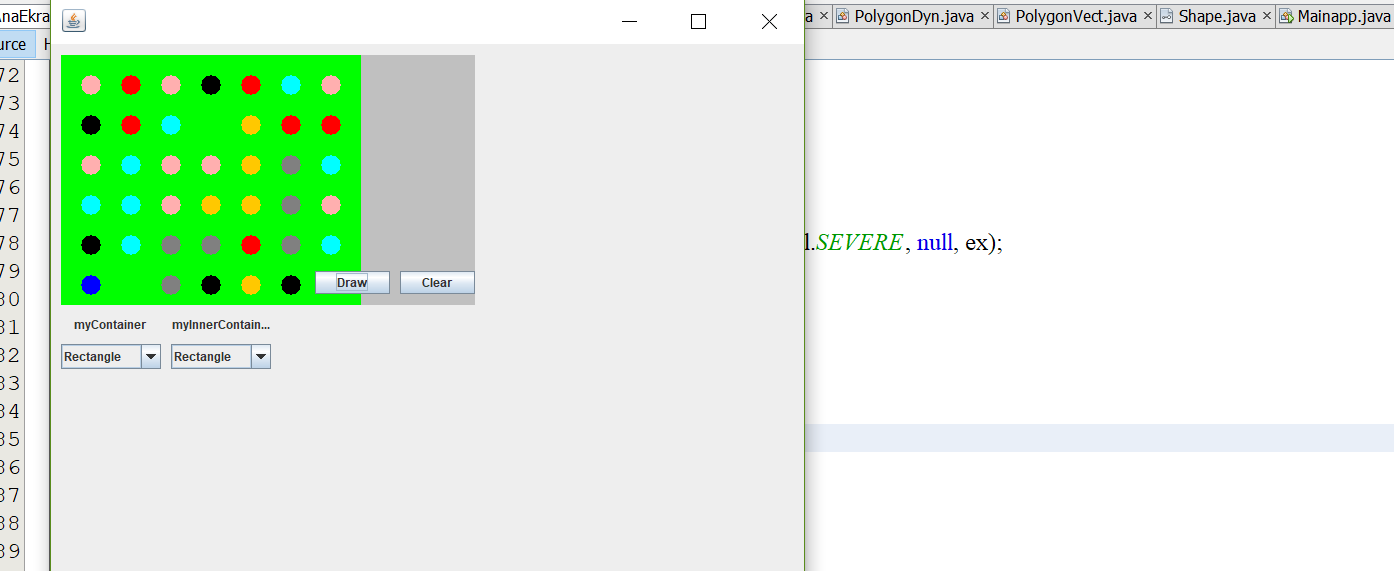 AnaEkra
a × PolygonDyn.java × PolygonVect.java × Shape.java × Mainapp.java
urce H
72
73
74
75
76
77
78 l.SEVERE, null, ex);
79
80
81
82
83
84
85
86
87
88
89
Draw Clear
myContainer myInnerContain...
Rectangle Rectangle